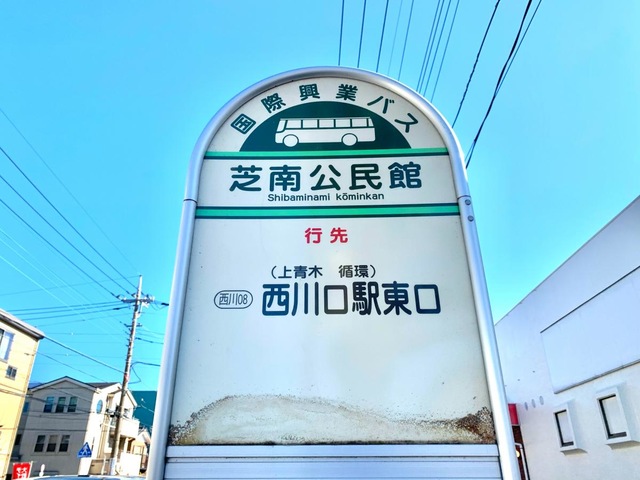 国際興業バス
芝南公民館
Shibaminami kōminkan
行先
(上青木 循環)
西川08 西川口駅東口